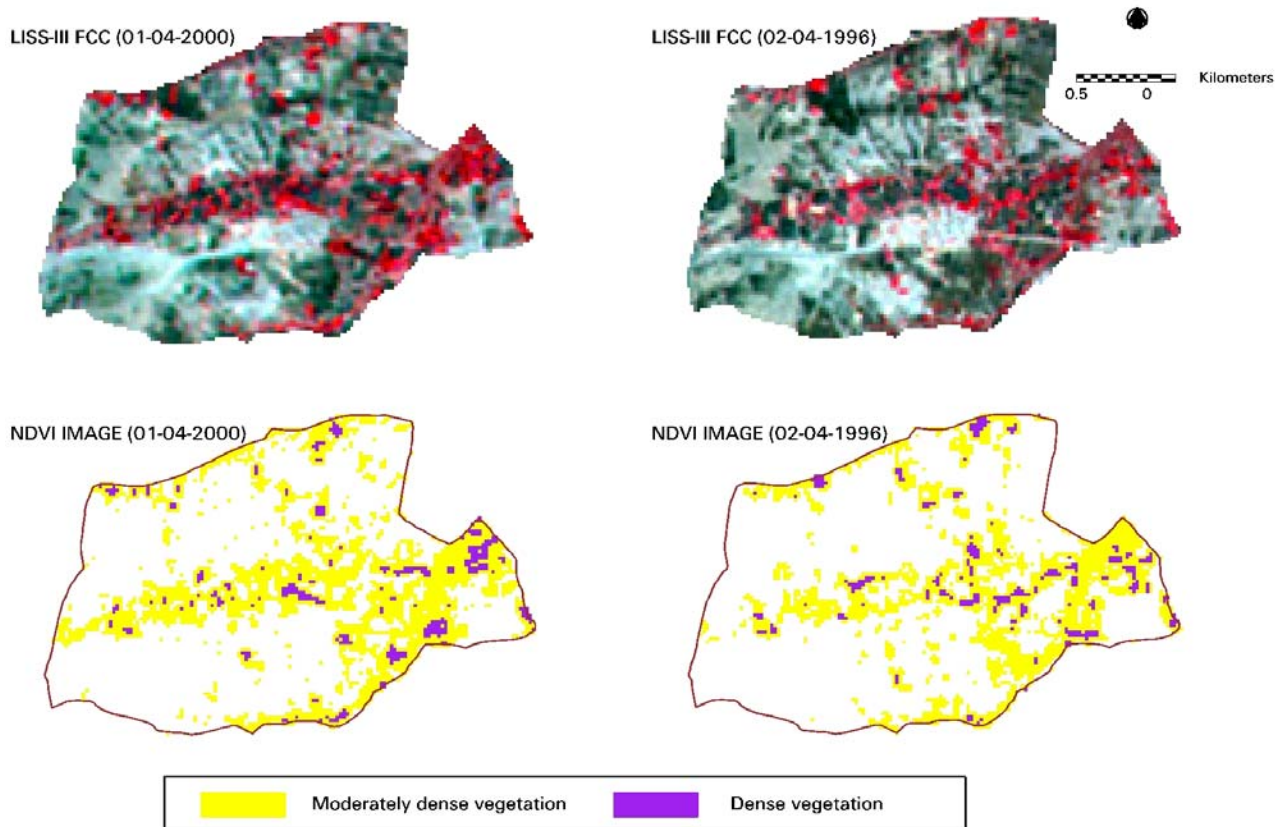 LISS-III FCC (01-04-2000)
LISS-III FCC (02-04-1996)
Kilometers
0.5 0
NDVI IMAGE (01-04-2000)
NDVI IMAGE (02-04-1996)
Moderately dense vegetation
Dense vegetation